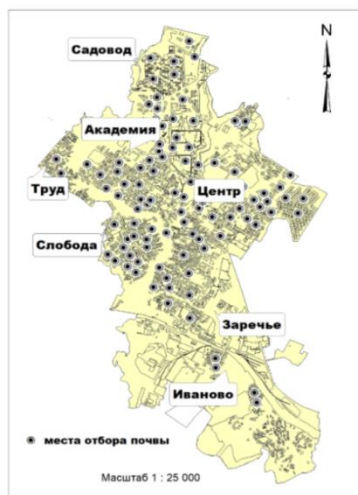 N
Садовод
Академия
Труд
Центр
Слобода
Заречье
Иваново
места отбора почвы
Масштаб 1 : 25 000